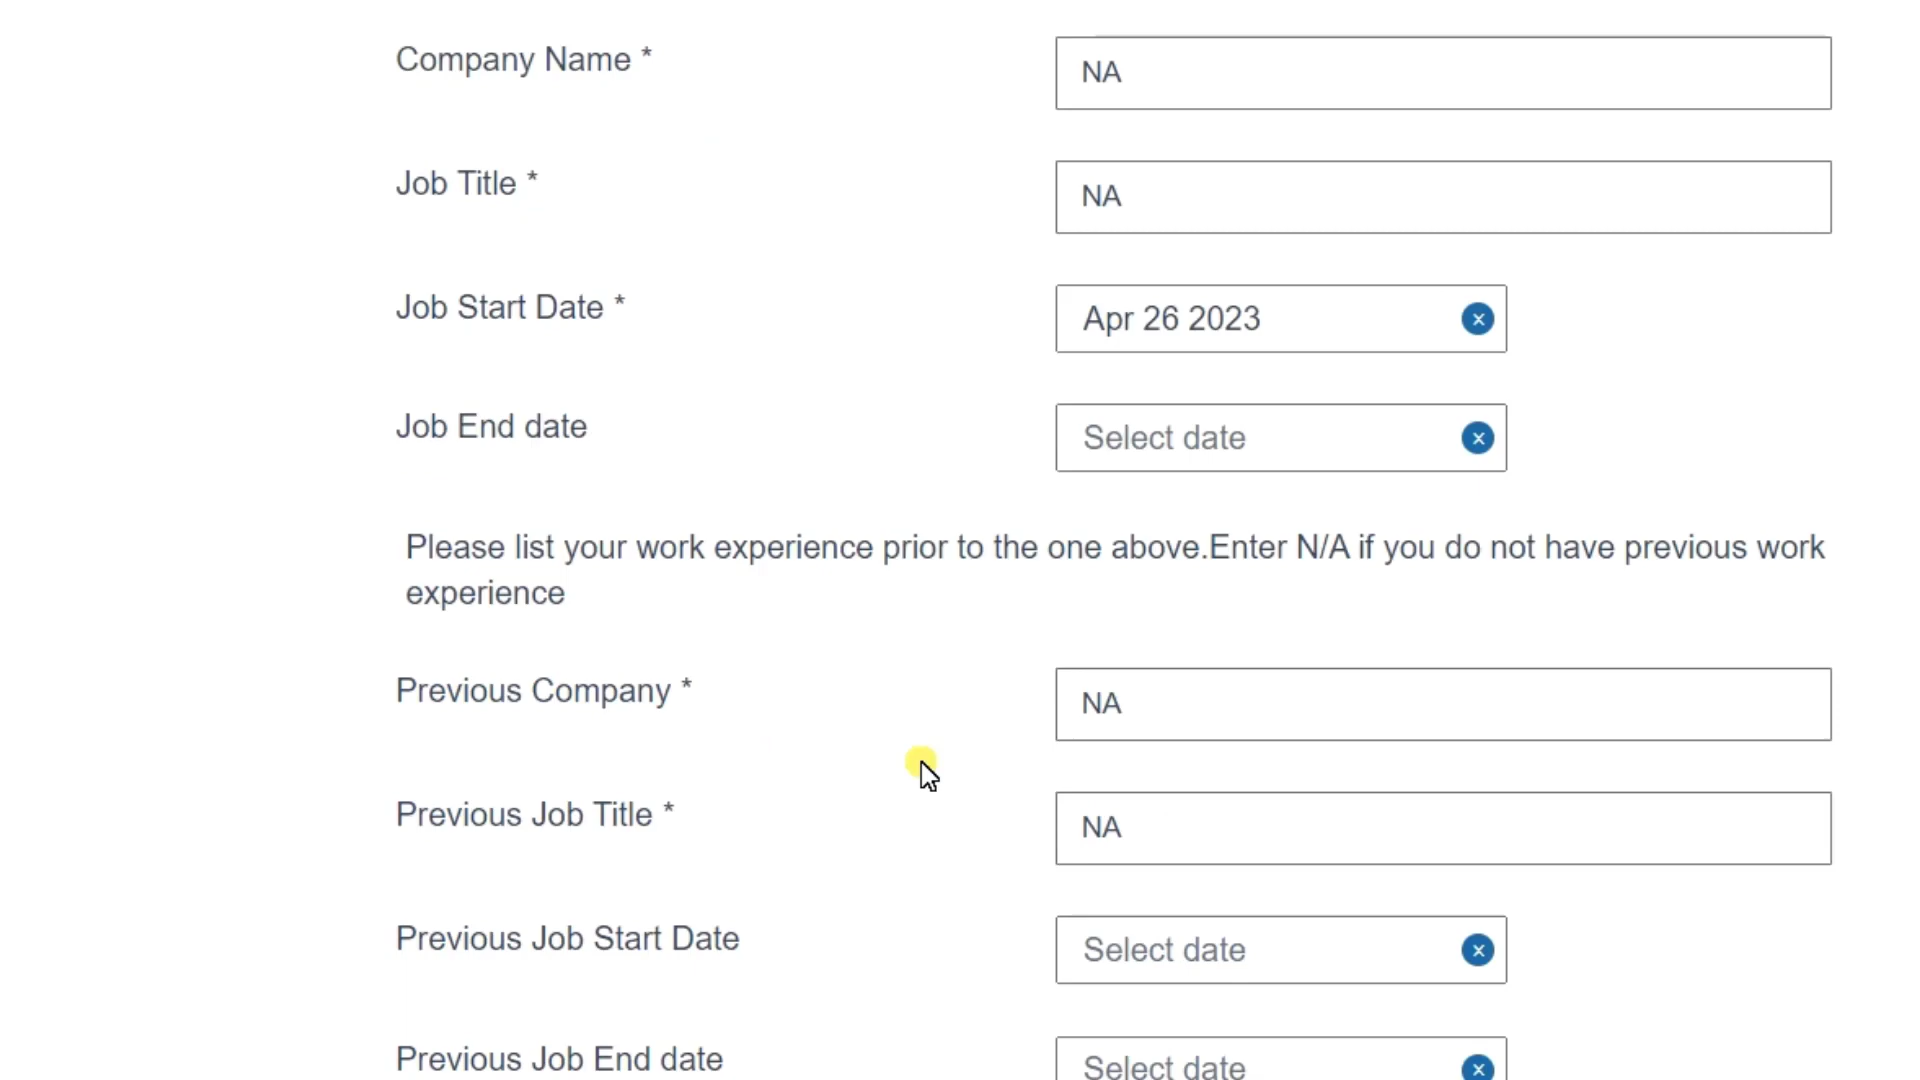 Company Name *
NA
Job Title *
NA
Job Start Date *
Apr 26 2023
Job End date
Select date
Please list your work experience prior to the one above.Enter N/A if you do not have previous work
experience
Previous Company *
NA
Previous Job Title *
NA
Previous Job Start Date
Select date
Previous Job End date
Select date